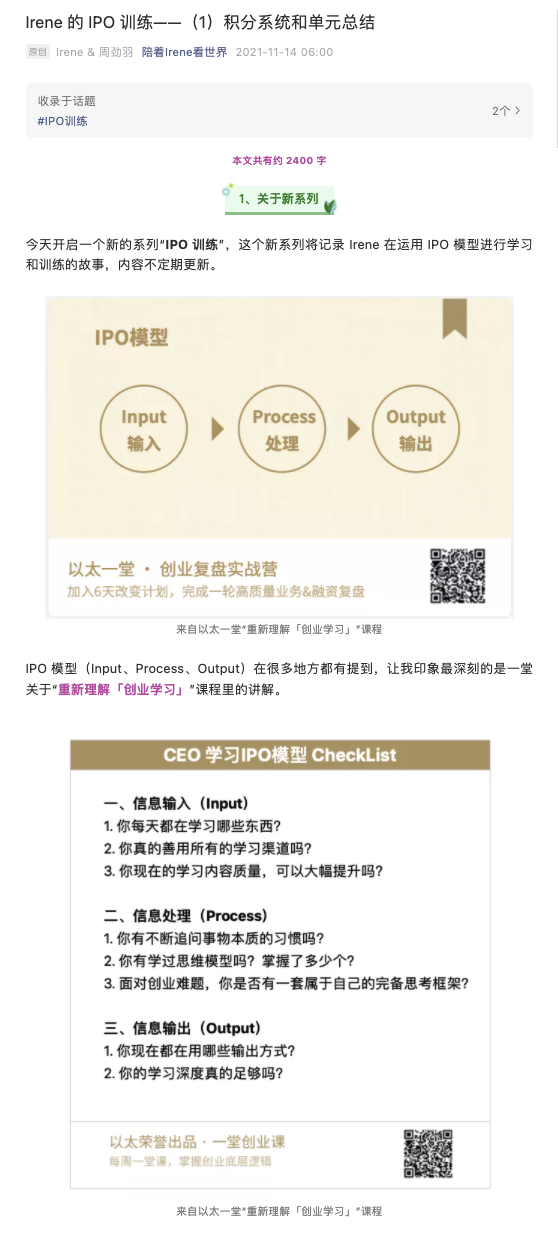 Irene 的 IPO 训练——（1）积分系统和单元总结
原创 Irene & 周劲羽 陪着Irene看世界 2021-11-14 06:00
收录于话题
#IPO训练
2个 >
本文共有约 2400 字
1、关于新系列
今天开启一个新的系列“IPO 训练”，这个新系列将记录 Irene 在运用 IPO 模型进行学习
和训练的故事，内容不定期更新。
IPO模型
Input
输入
Process
处理
Output
输出
以太一堂 · 创业复盘实战营
加入6天改变计划，完成一轮高质量业务&融资复盘
来自以太一堂“重新理解「创业学习」”课程
IPO 模型（Input、Process、Output）在很多地方都有提到，让我印象最深刻的是一堂
关于“重新理解「创业学习」”课程里的讲解。
CEO 学习IPO模型 CheckList
一、信息输入（Input）
1. 你每天都在学习哪些东西？
2. 你真的善用所有的学习渠道吗？
3. 你现在的学习内容质量，可以大幅提升吗？
二、信息处理（Process）
1. 你有不断追问事物本质的习惯吗？
2. 你有学过思维模型吗？掌握了多少个？
3. 面对创业难题，你是否有一套属于自己的完备思考框架？
三、信息输出（Output）
1. 你现在都在用哪些输出方式？
2. 你的学习深度真的足够吗？
以太荣誉出品 · 一堂创业课
每周一堂课，掌握创业底层逻辑
来自以太一堂“重新理解「创业学习」”课程